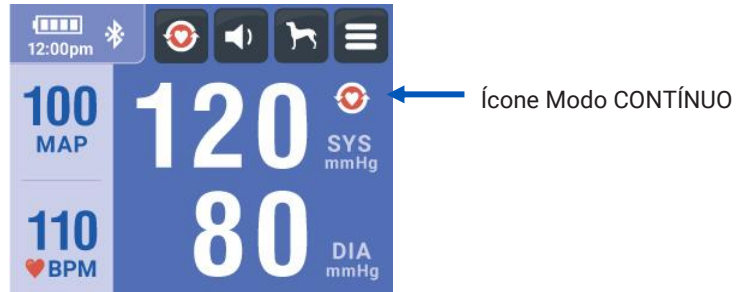 12:00pm
100
MAP
120
SYS
mmHg
110
BPM
80
DIA
mmHg
Ícone Modo CONTÍNUO